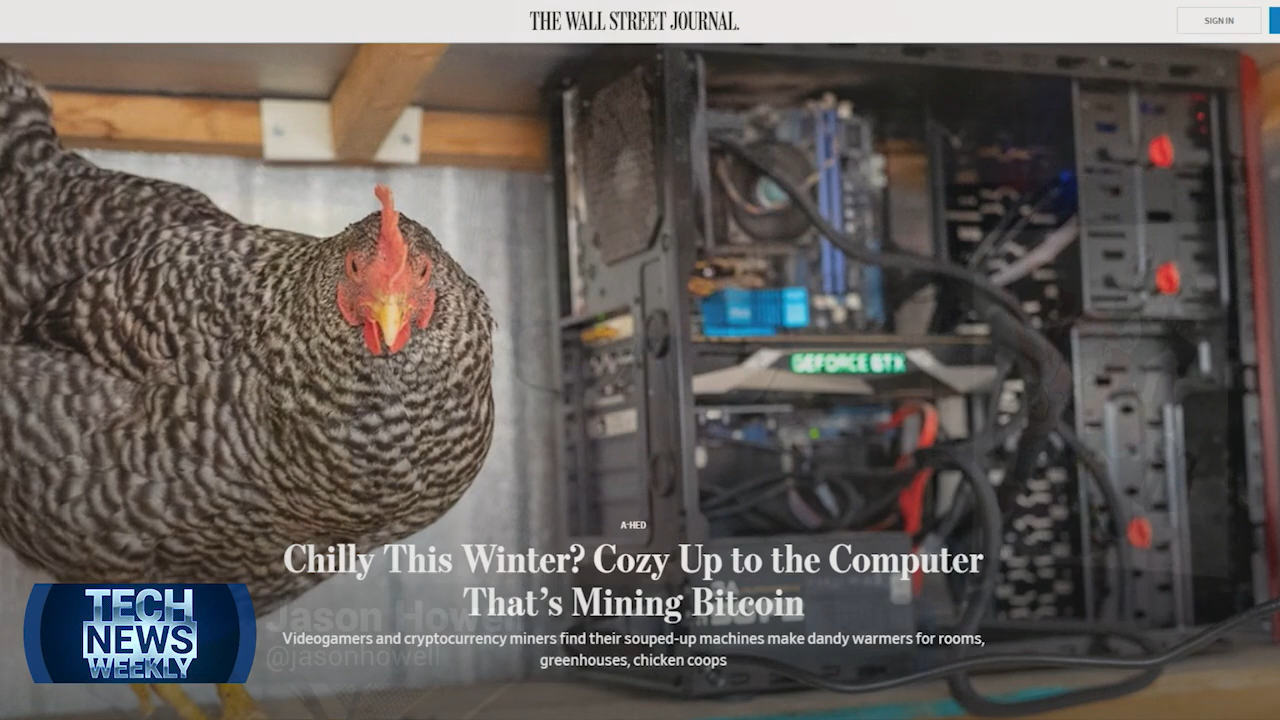 THE WALL STREET JOURNAL.
SIGN IN
GEFORCE GTX
A-HED
Chilly This Winter? Cozy Up to the Computer
That's Mining Bitcoin
Videogamers and cryptocurrency miners find their souped-up machines make dandy warmers for rooms,
greenhouses, chicken coops
Jason Howell
@jasonhowell
TECH
NEWS
WEEKLY